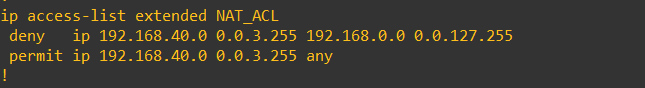 ip access-list extended NAT_ACL
 deny   ip 192.168.40.0 0.0.3.255 192.168.0.0 0.0.127.255
 permit ip 192.168.40.0 0.0.3.255 any
!